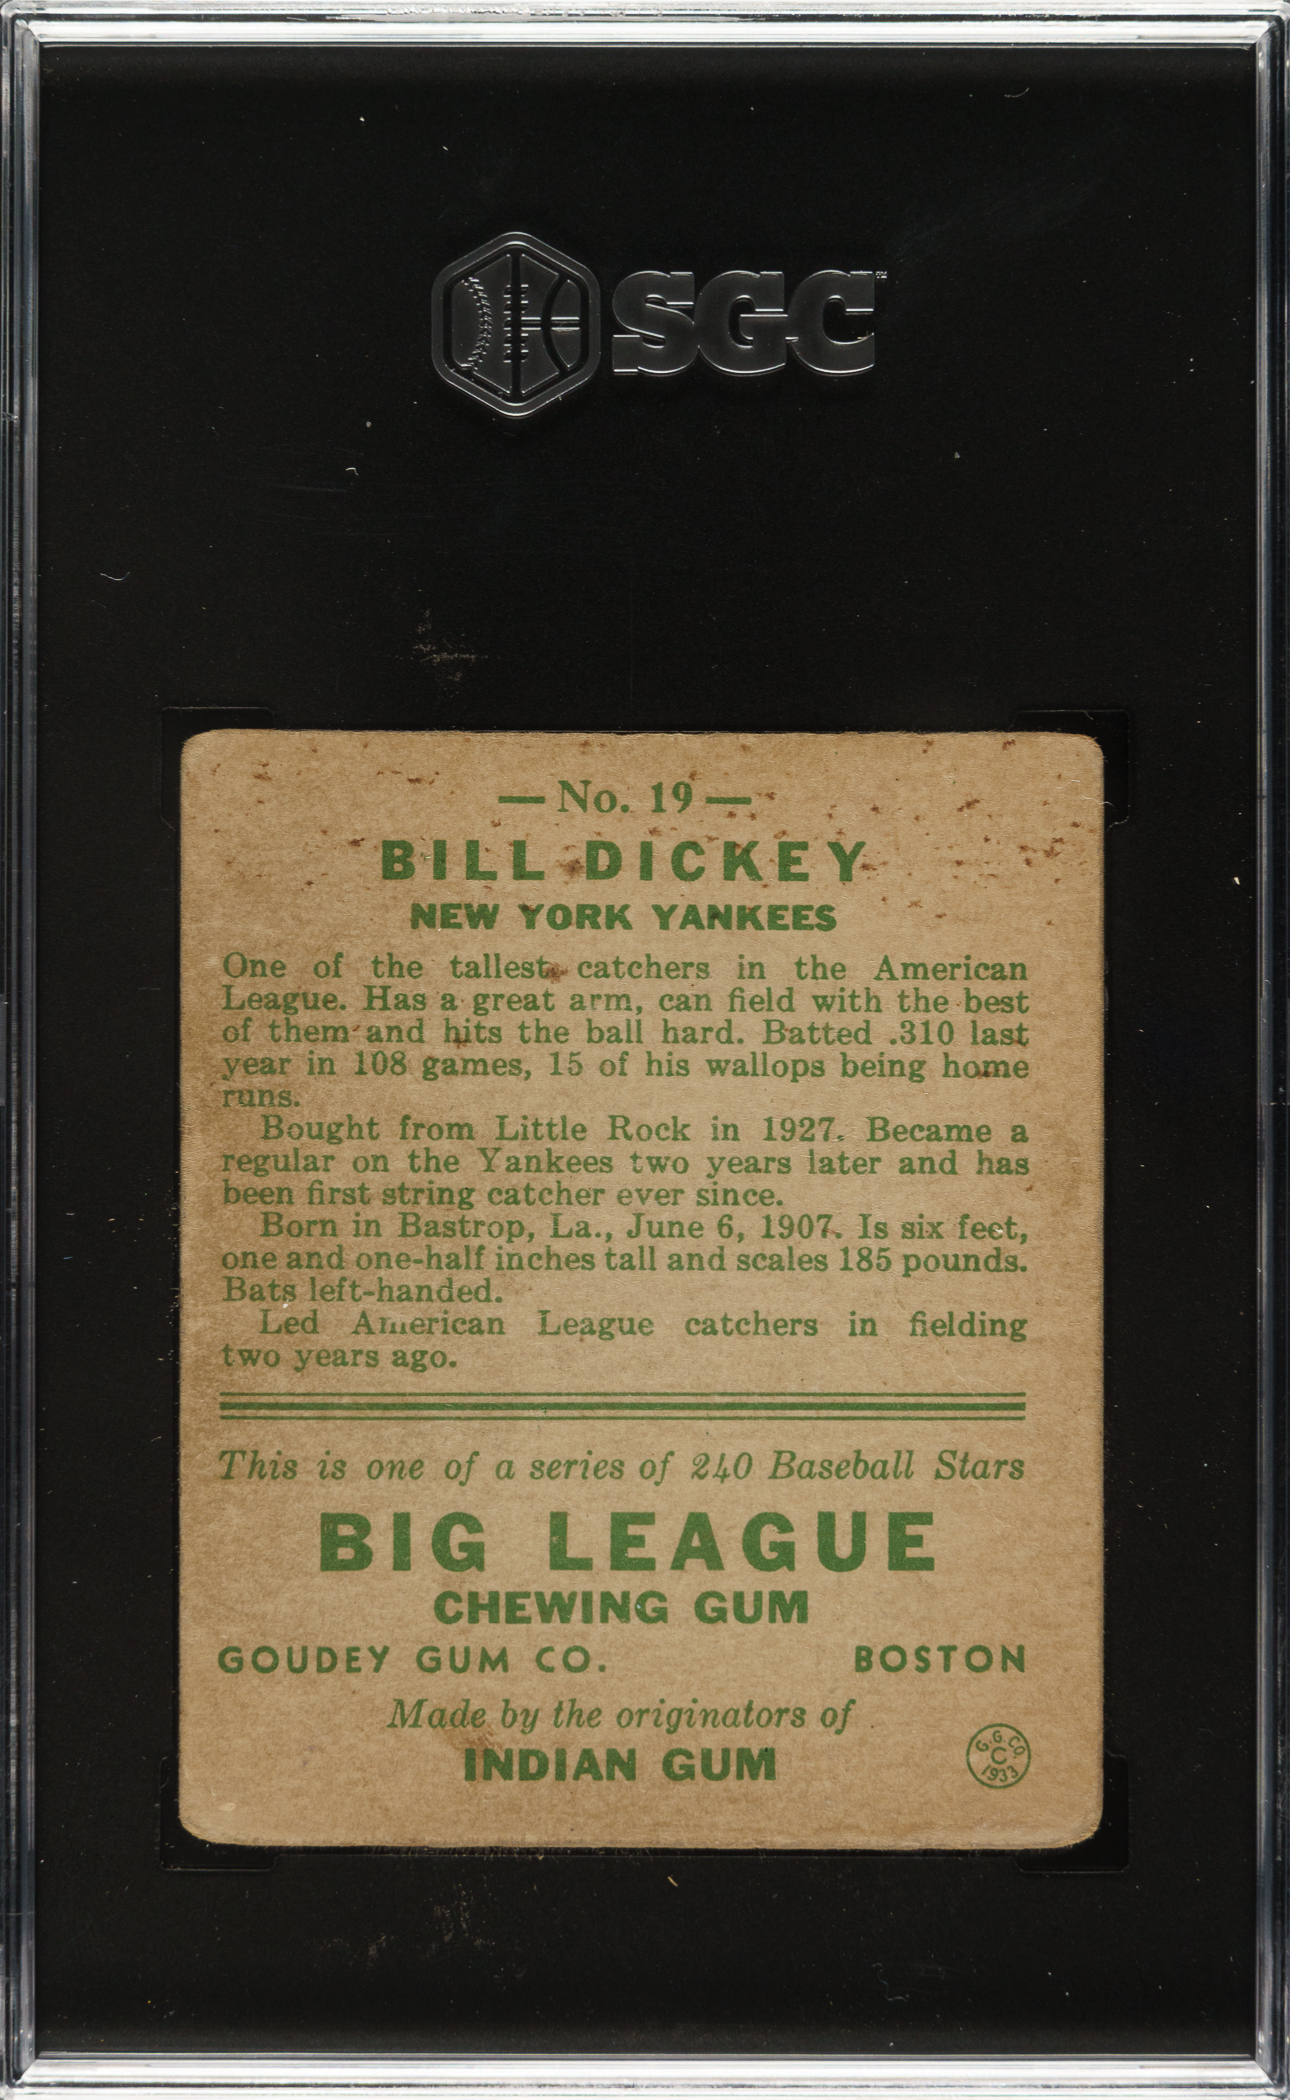 SGC™
— No. 19 —
BILL DICKEY
NEW YORK YANKEES
One of the tallest catchers in the American
League. Has a great arm, can field with the best
of them and hits the ball hard. Batted .310 last
year in 108 games, 15 of his wallops being home
runs.
Bought from Little Rock in 1927. Became a
regular on the Yankees two years later and has
been first string catcher ever since.
Born in Bastrop, La., June 6, 1907. Is six feet,
one and one-half inches tall and scales 185 pounds.
Bats left-handed.
Led American League catchers in fielding
two years ago.
This is one of a series of 240 Baseball Stars
BIG LEAGUE
CHEWING GUM
GOUDEY GUM CO. BOSTON
Made by the originators of
INDIAN GUM
G.G.CO.
C
1933